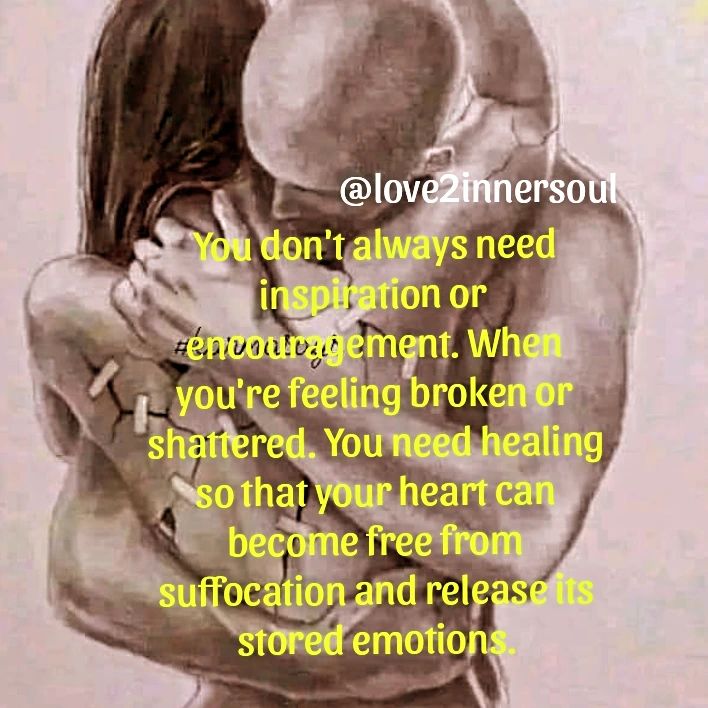 @love2innersoul
You don't always need
inspiration or
encouragement. When
you're feeling broken or
shattered. You need healing
so that your heart can
become free from
suffocation and release its
stored emotions.